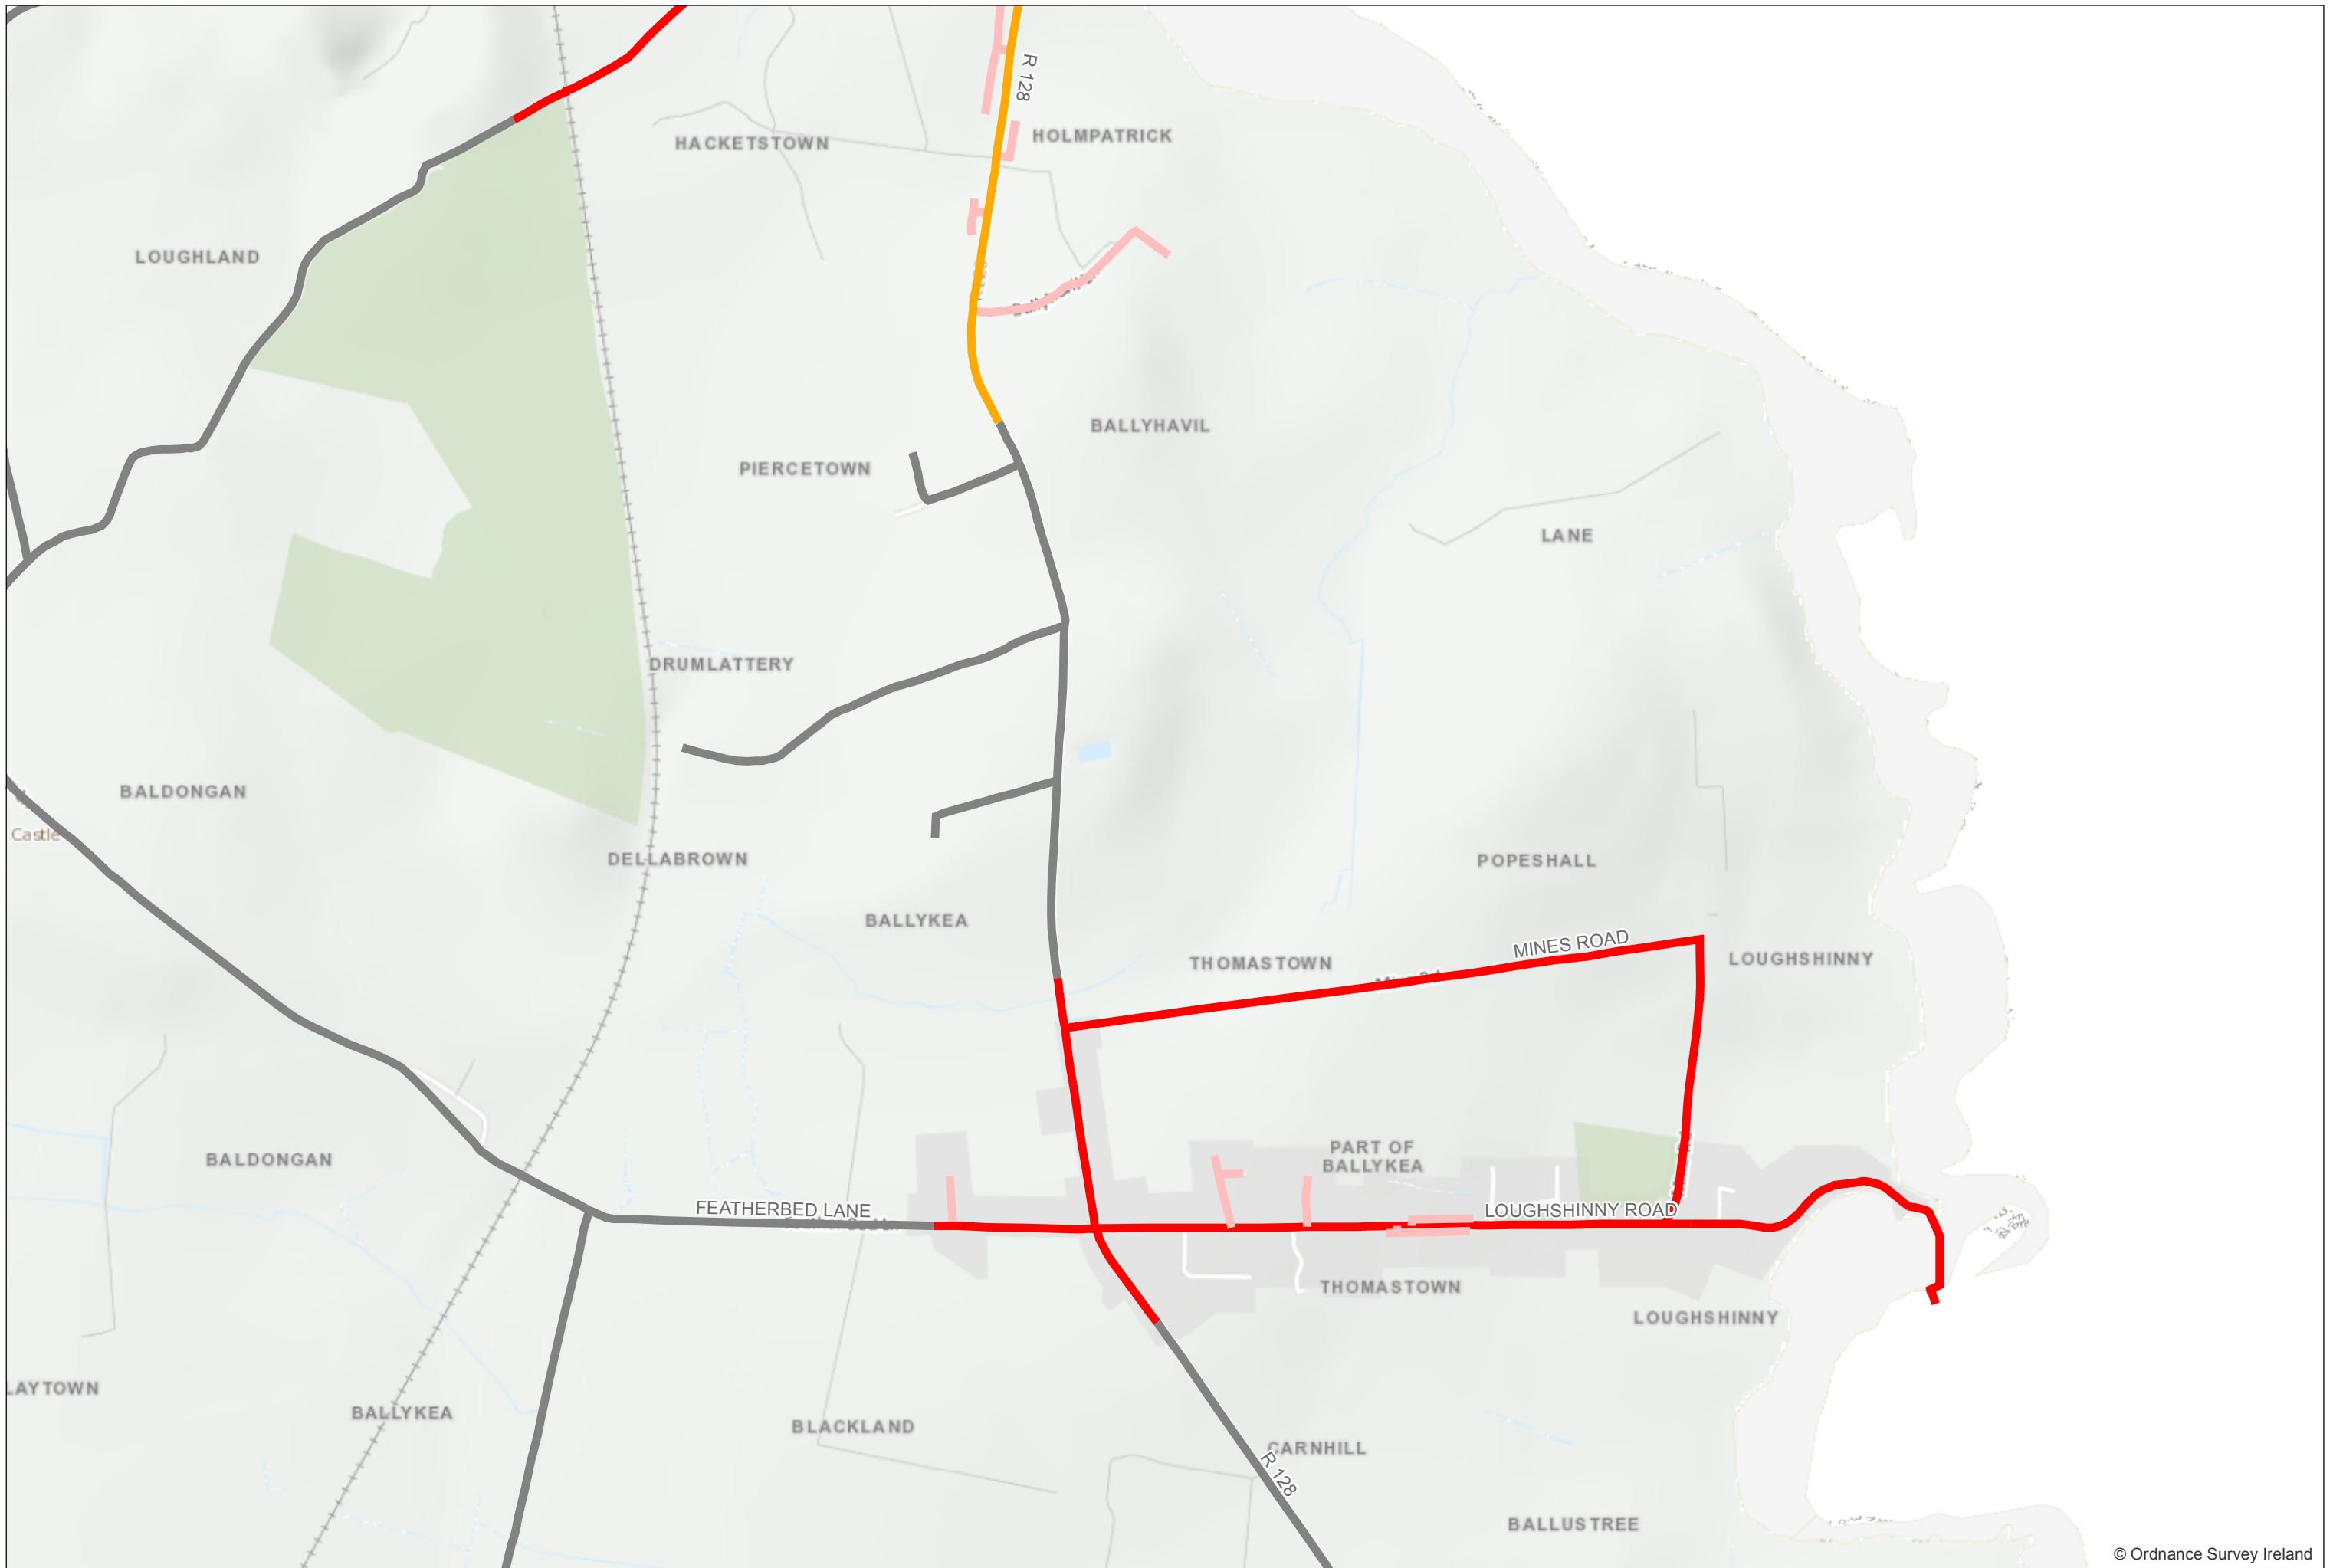 R 128
HACKETSTOWN
HOLMPATRICK
LOUGHLAND
BALLYHAVIL
PIERCETOWN
LANE
DRUMLATTERY
BALDONGAN
Castle
DELLABROWN
POPESHALL
BALLYKEA
MINES ROAD
THOMASTOWN
LOUGHSHINNY
PART OF
BALLYKEA
BALDONGAN
FEATHERBED LANE
LOUGHSHINNY ROAD
THOMASTOWN
LOUGHSHINNY
LAYTOWN
BALLYKEA
BLACKLAND
CARNHILL
R 128
BALLUSTREE
© Ordnance Survey Ireland